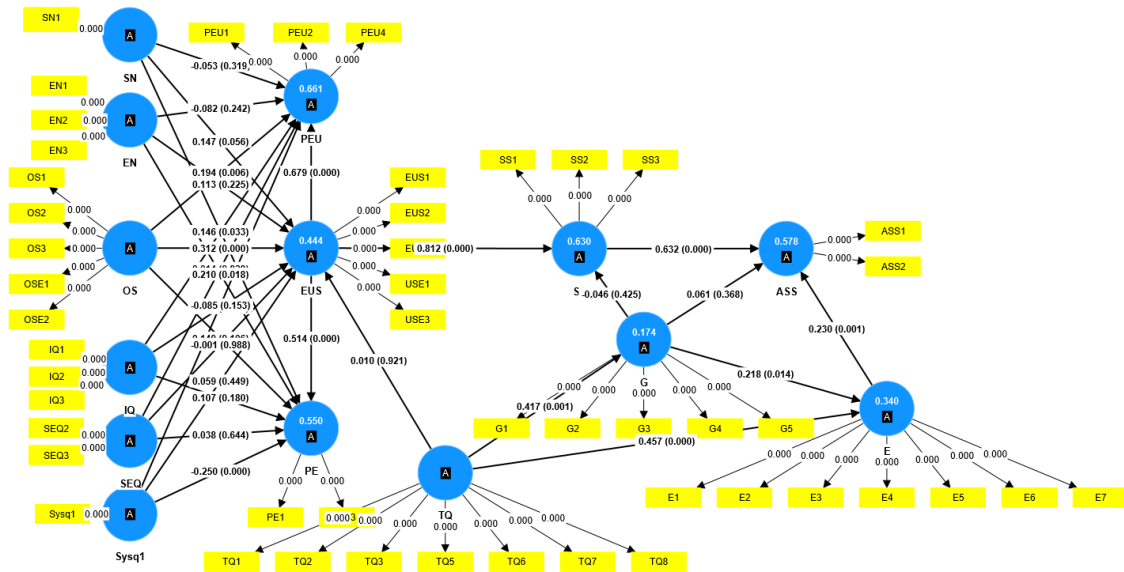 SN1
0.000
A
SN
PEU1
PEU2
PEU4
0.000
0.000
0.000
-0.053 (0.319)
0.661
A
PEU
EN1
EN2
EN3
0.000
0.000
0.000
A
EN
-0.082 (0.242)
0.147 (0.056)
0.194 (0.006)
0.113 (0.225)
0.679 (0.000)
OS1
OS2
OS3
OSE1
OSE2
0.000
0.000
0.000
0.000
0.000
A
OS
0.146 (0.033)
0.312 (0.000)
0.210 (0.018)
-0.085 (0.153)
-0.001 (0.988)
0.444
A
EUS
EUS1
EUS2
USE1
USE3
0.000
0.000
0.000
0.000
0.000
0.812 (0.000)
SS1
SS2
SS3
0.000
0.000
0.000
0.630
A
S
0.632 (0.000)
0.578
A
ASS
ASS1
ASS2
0.000
0.000
-0.046 (0.425)
0.061 (0.368)
0.230 (0.001)
0.174
A
G
0.218 (0.014)
0.000
0.000
0.000
0.000
0.000
G1
G2
G3
G4
G5
0.417 (0.001)
0.457 (0.000)
0.340
A
E
0.000
0.000
0.000
0.000
0.000
0.000
0.000
E1
E2
E3
E4
E5
E6
E7
IQ1
IQ2
IQ3
0.000
0.000
0.000
A
IQ
0.514 (0.000)
0.010 (0.921)
0.059 (0.449)
0.107 (0.180)
SEQ2
SEQ3
0.000
0.000
A
SEQ
0.038 (0.644)
-0.250 (0.000)
0.550
A
PE
0.000
0.000
PE1
Sysq1
0.000
A
Sysq1
A
TQ
0.000
0.000
0.000
0.000
0.000
0.000
0.000
TQ1
TQ2
TQ3
TQ5
TQ6
TQ7
TQ8